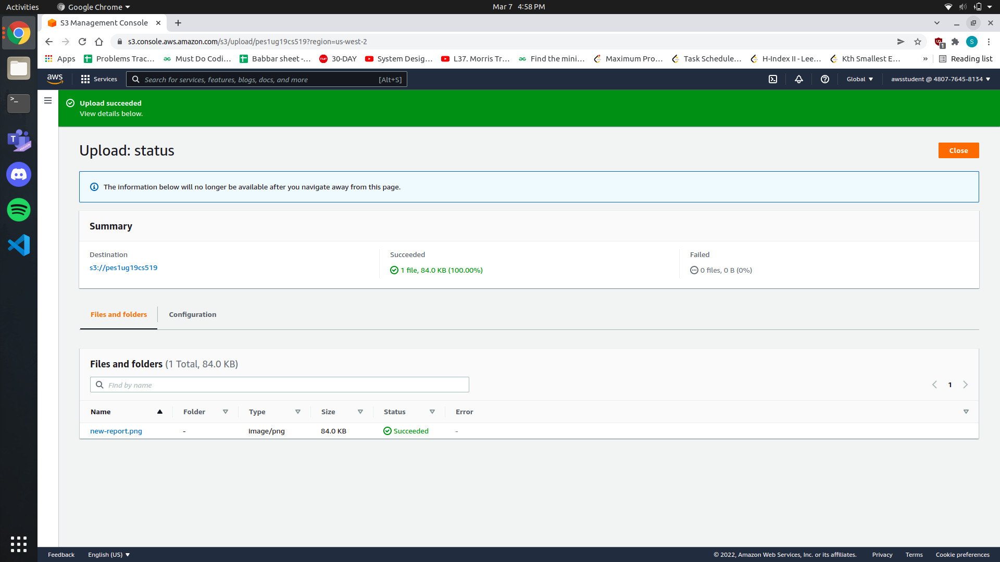 Activities
Google Chrome
Mar 7 4:58 PM
S3 Management Console
s3.console.aws.amazon.com/s3/upload/pes1ug19cs519?region=us-west-2
1
S
Apps
Problems Trac...
Must Do Codi...
Babbar sheet -...
30-DAY
System Desig...
L37. Morris Tr...
Find the mini...
Maximum Pro...
Task Schedule...
H-Index II - Lee...
Kth Smallest E...
»
Reading list
aws
Services
Search for services, features, blogs, docs, and more
[Alt+S]
Global
awsstudent @ 4807-7645-8134
Upload succeeded
View details below.
Upload: status
Close
The information below will no longer be available after you navigate away from this page.
Summary
Destination
s3://pes1ug19cs519
Succeeded
1 file, 84.0 KB (100.00%)
Failed
0 files, 0 B (0%)
Files and folders
Configuration
Files and folders (1 Total, 84.0 KB)
Find by name
1
Name
Folder
Type
Size
Status
Error
new-report.png
-
image/png
84.0 KB
Succeeded
-
Feedback
English (US)
© 2022, Amazon Web Services, Inc. or its affiliates.
Privacy
Terms
Cookie preferences